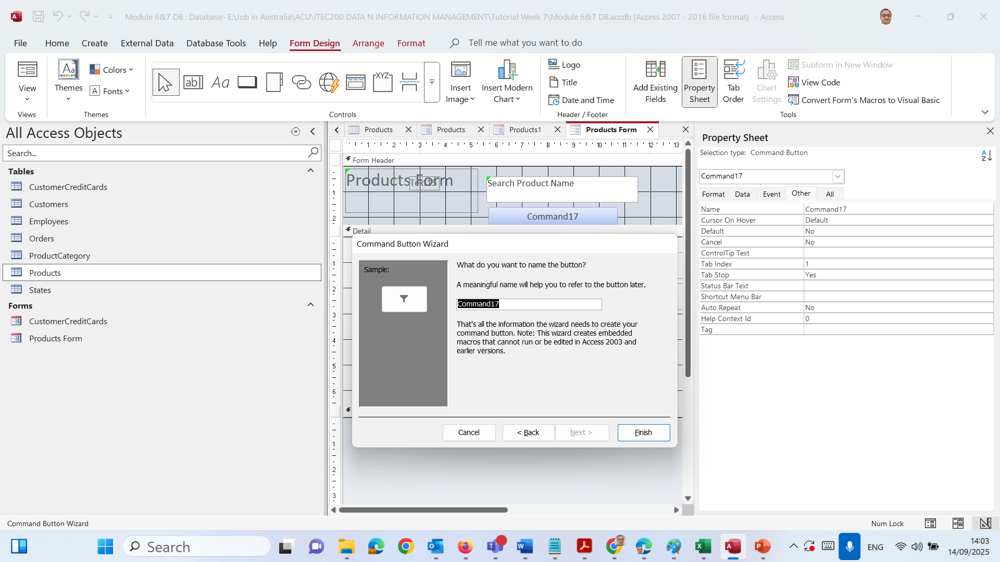 Module 6&7 DB : Database- E:\Job in Australia\ACU\ITEC200 DATA N INFORMATION MANAGEMENT\Tutorial Week 7\Module 6&7 DB.accdb (Access 2007 - 2016 file format) - Access
File Home Create External Data Database Tools Help Form Design Arrange Format Tell me what you want to do
View
Views
Themes
Colors
Fonts
Themes
Controls
Insert Image
Insert Modern Chart
Logo
Title
Date and Time
Header / Footer
Add Existing Fields
Property Sheet
Tab Order
Chart Settings
Subform in New Window
View Code
Convert Form's Macros to Visual Basic
Tools
All Access Objects
Search...
Tables
CustomerCreditCards
Customers
Employees
Orders
ProductCategory
Products
States
Forms
CustomerCreditCards
Products Form
Products Products Products1 Products Form
1 2 3 4 5 6 7 8 9 10 11 12 13
Form Header
Products Form
Text15
Search Product Name
Command17
Detail
1
2
1
2
3
4
5
6
1
2
3
Command Button Wizard
Sample:
What do you want to name the button?
A meaningful name will help you to refer to the button later.
Command17
That's all the information the wizard needs to create your
command button. Note: This wizard creates embedded
macros that cannot run or be edited in Access 2003 and
earlier versions.
Cancel < Back Next > Finish
Property Sheet
Selection type: Command Button
Command17
Format Data Event Other All
Name Command17
Cursor On Hover Default
Default No
Cancel No
ControlTip Text
Tab Index 1
Tab Stop Yes
Status Bar Text
Shortcut Menu Bar
Auto Repeat No
Help Context Id 0
Tag
Command Button Wizard
Num Lock
Search
ENG
14:03
14/09/2025